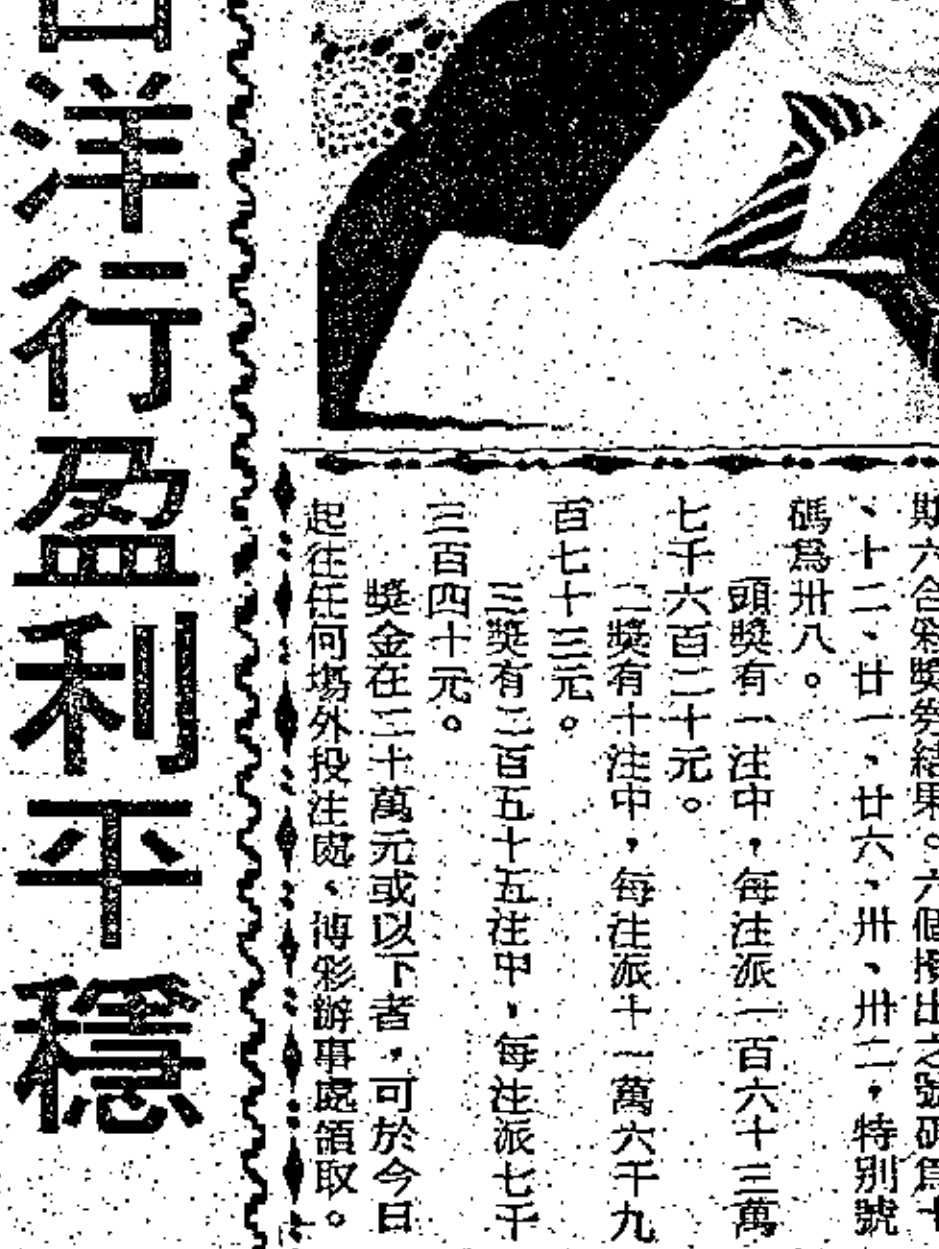 期六合彩獎券結果。六個攪出之號碼爲十
、十二、廿一、廿六、卅、卅二,特別號
碼爲卅八。
頭獎有一注中,每注派一百六十三萬
七千六百二十元。
二獎有十注中,每注派十一萬六千九
百七十三元。
三獎有二百五十五注中,每注派七千
三百四十元。
獎金在二十萬元或以下者,可於今日
起往任何塲外投注處、博彩辦事處領取。
洋行盈利平穩